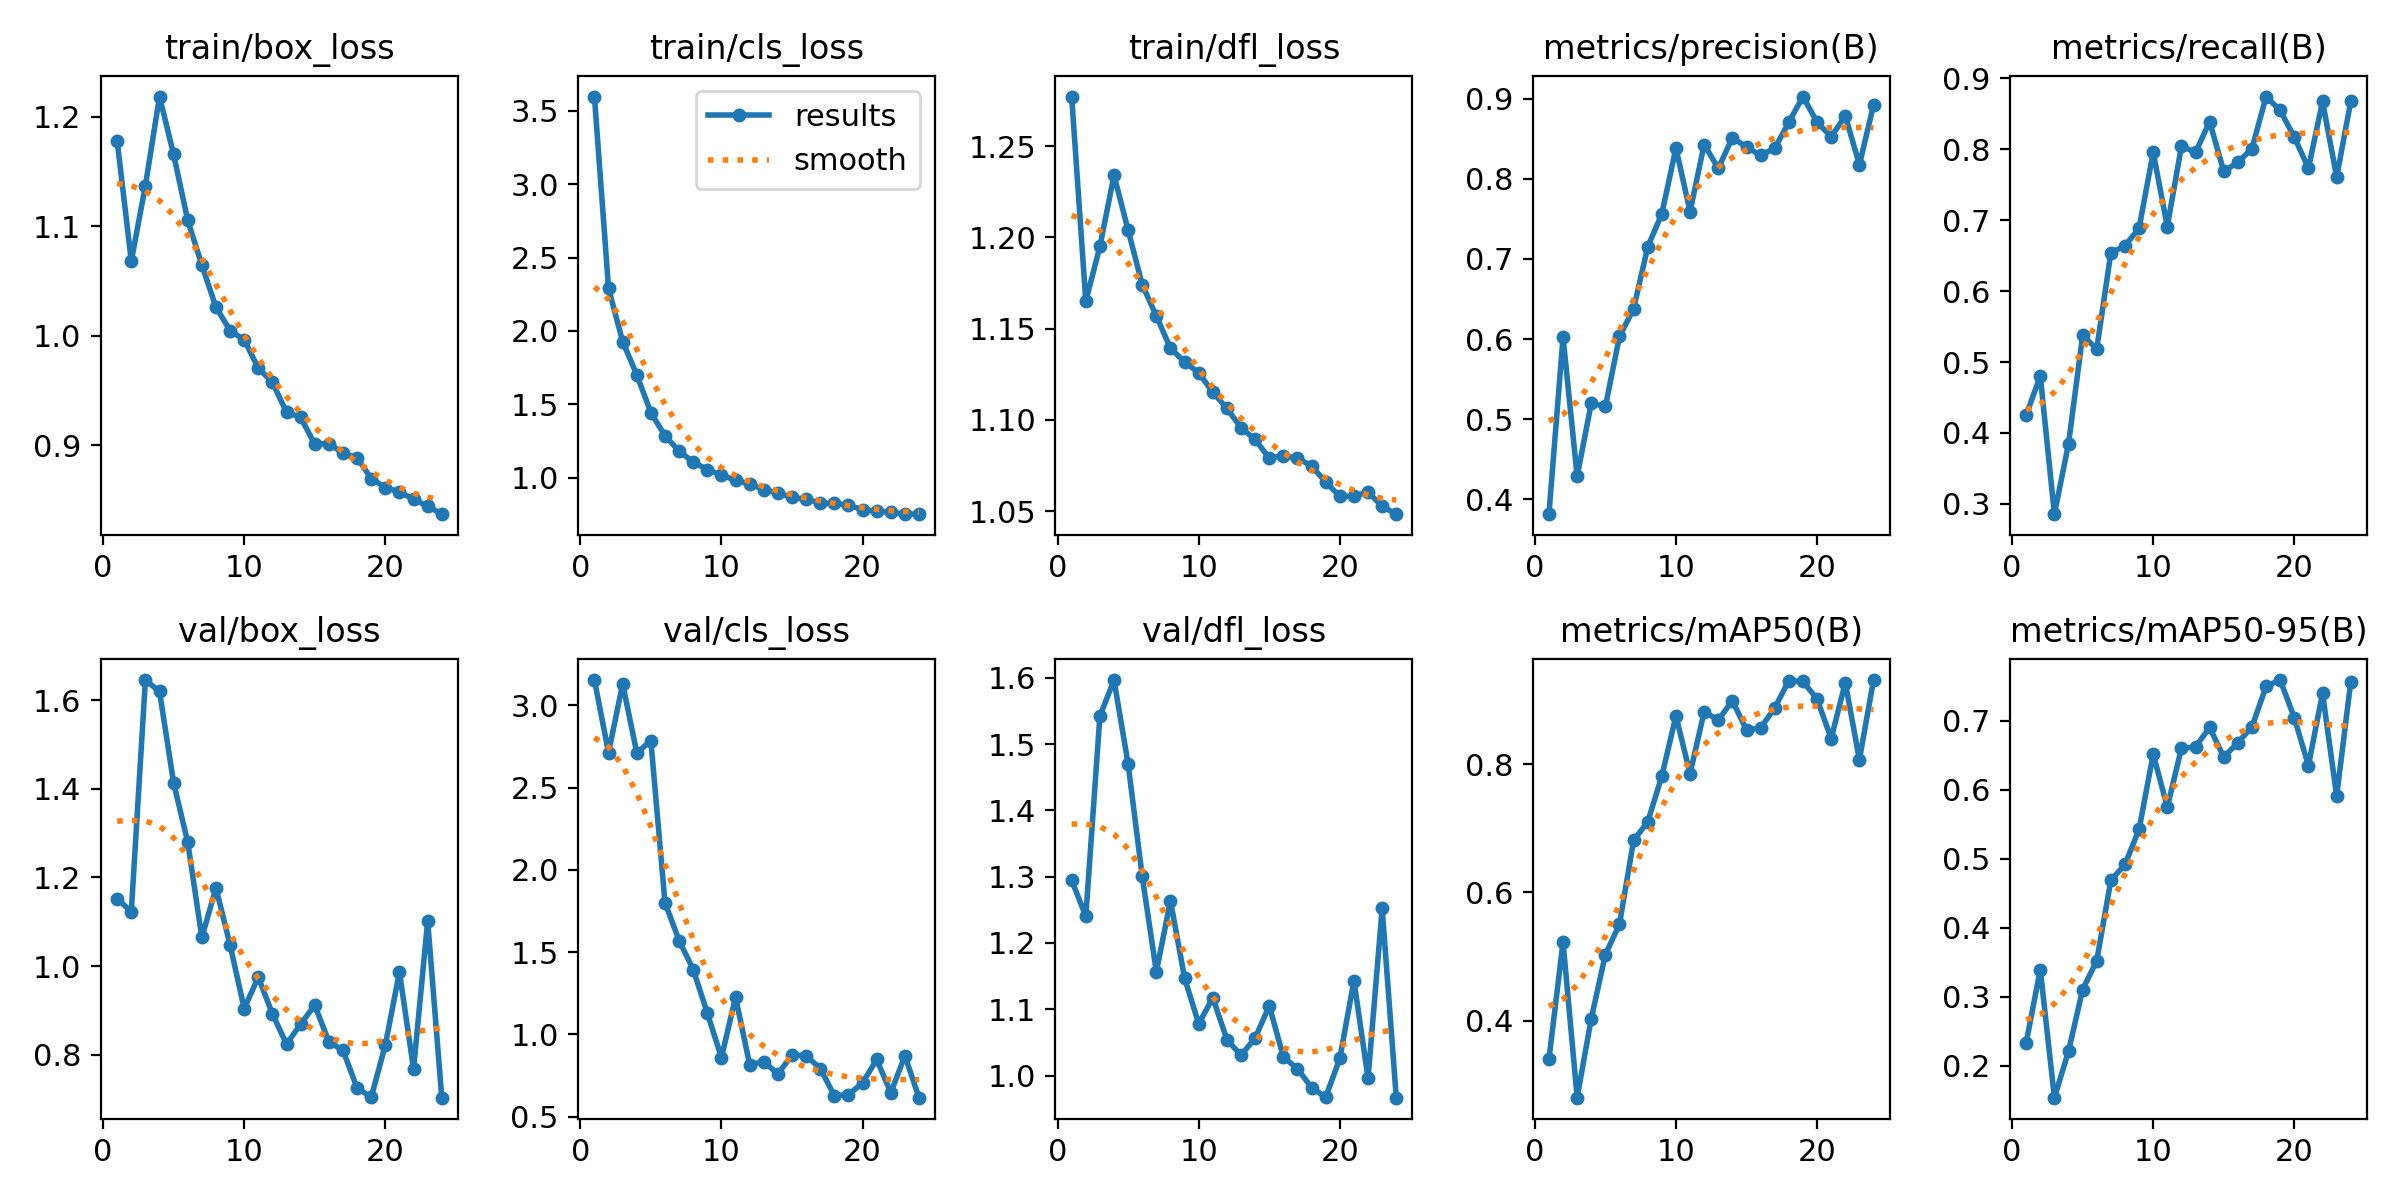 train/box_loss
1.2
1.1
1.0
0.9
0 10 20
train/cls_loss
results
smooth
3.5
3.0
2.5
2.0
1.5
1.0
0 10 20
train/dfl_loss
1.25
1.20
1.15
1.10
1.05
0 10 20
metrics/precision(B)
0.9
0.8
0.7
0.6
0.5
0.4
0 10 20
metrics/recall(B)
0.9
0.8
0.7
0.6
0.5
0.4
0.3
0 10 20
val/box_loss
1.6
1.4
1.2
1.0
0.8
0 10 20
val/cls_loss
3.0
2.5
2.0
1.5
1.0
0.5
0 10 20
val/dfl_loss
1.6
1.5
1.4
1.3
1.2
1.1
1.0
0 10 20
metrics/mAP50(B)
0.8
0.6
0.4
0 10 20
metrics/mAP50-95(B)
0.7
0.6
0.5
0.4
0.3
0.2
0 10 20